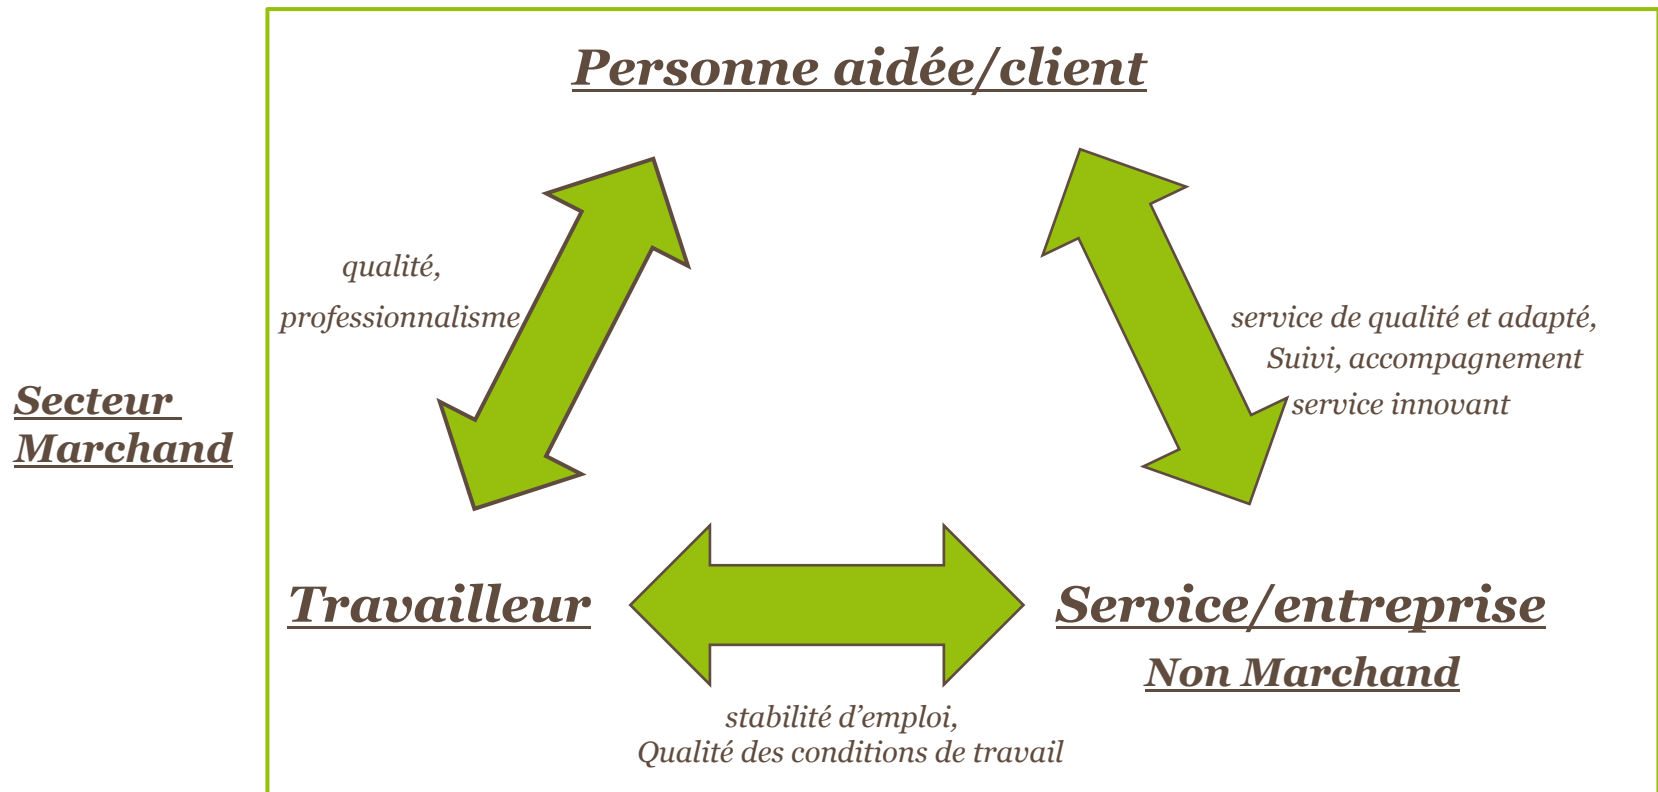 Personne aidée/client
qualité,
professionnalisme
service de qualité et adapté,
Suivi, accompagnement
service innovant
Secteur
Marchand
Travailleur
Service/entreprise
Non Marchand
stabilité d’emploi,
Qualité des conditions de travail